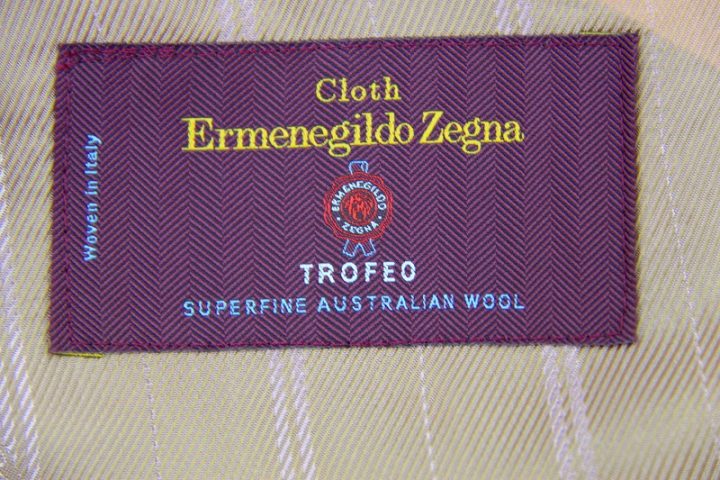 Cloth
Ermenegildo Zegna
Woven in Italy
ERMENEGILDO
ZEGNA
TROFEO
SUPERFINE AUSTRALIAN WOOL